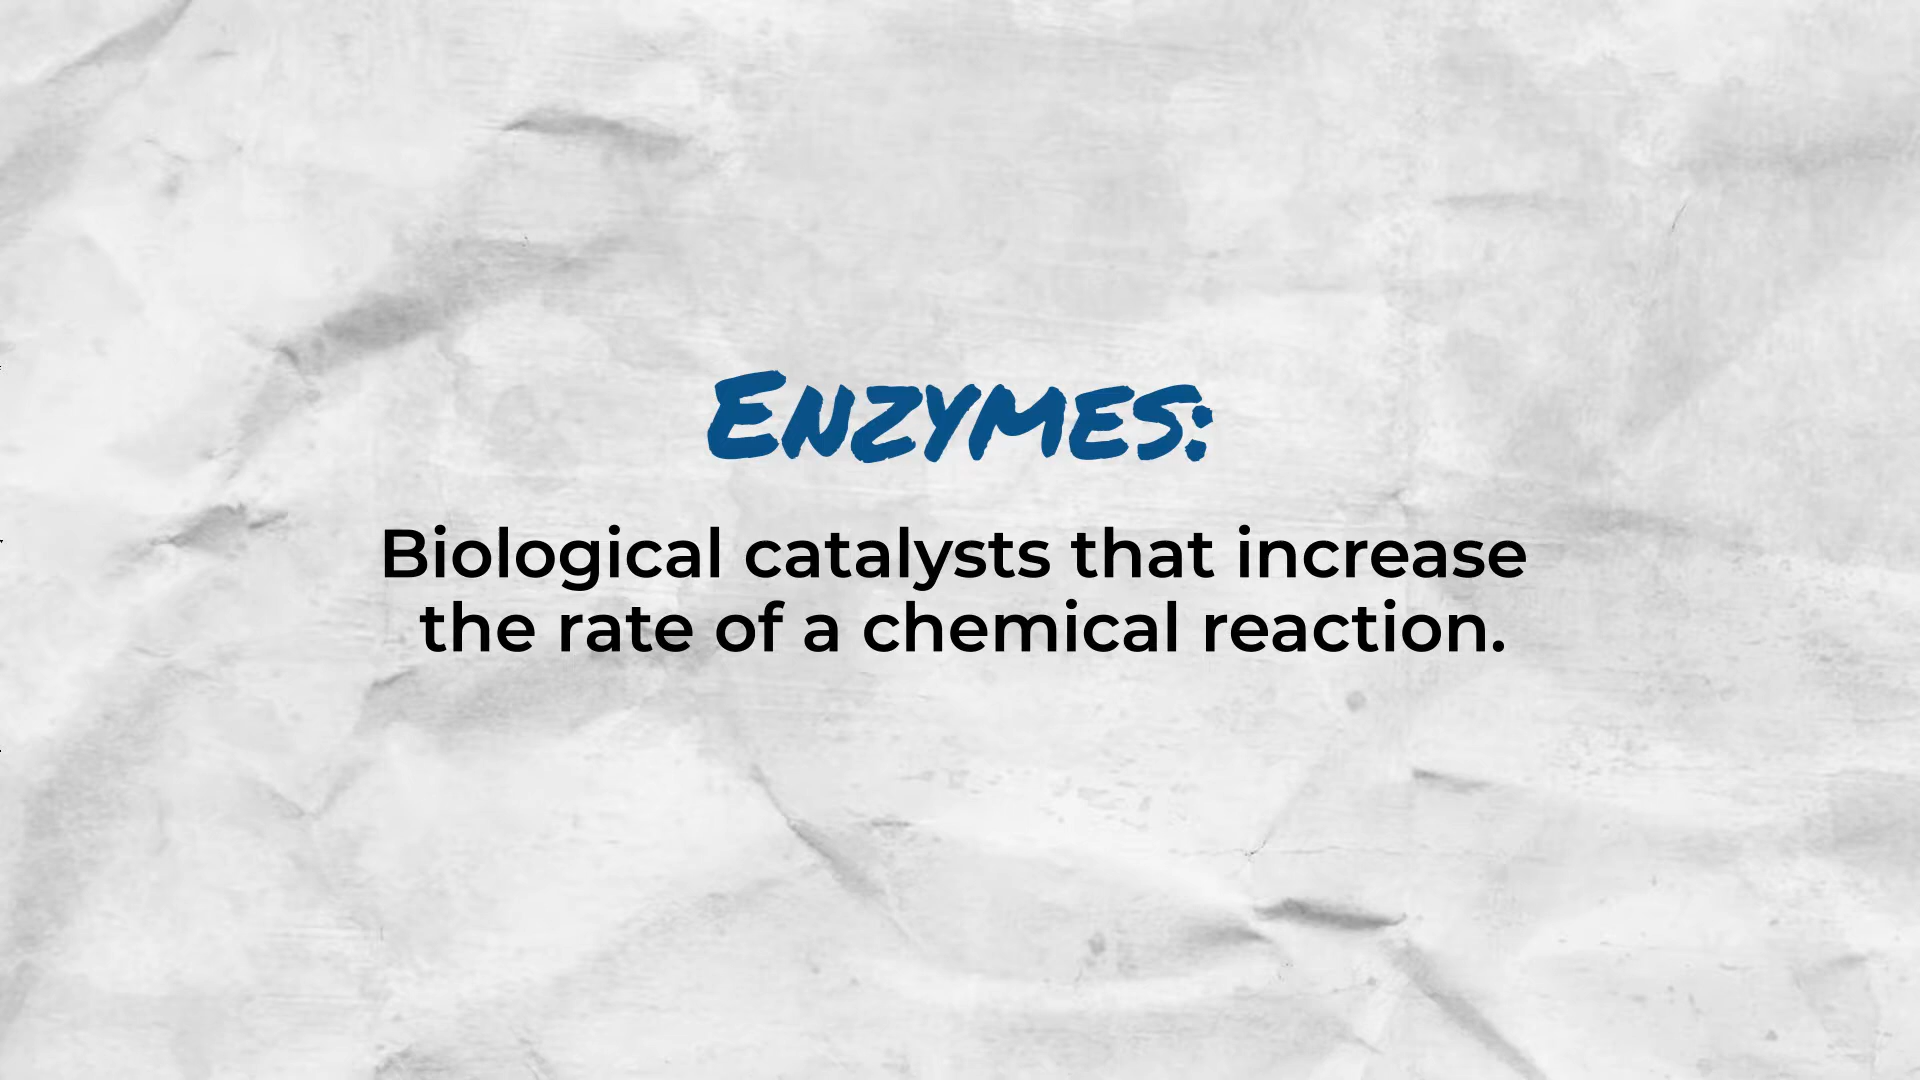 Enzymes:
Biological catalysts that increase
the rate of a chemical reaction.